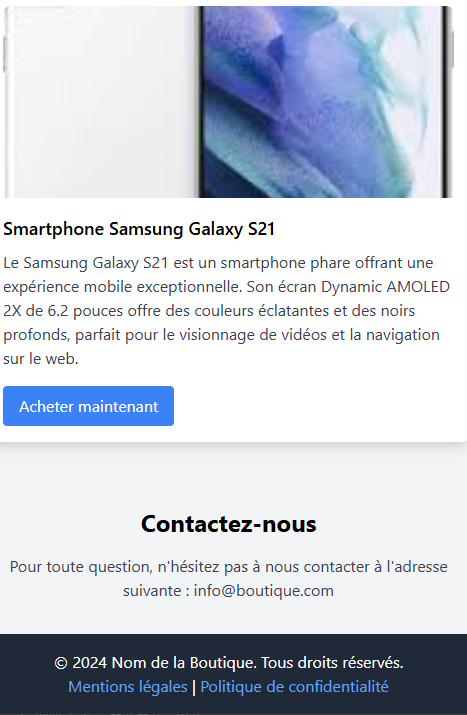 Smartphone Samsung Galaxy S21
Le Samsung Galaxy S21 est un smartphone phare offrant une
expérience mobile exceptionnelle. Son écran Dynamic AMOLED
2X de 6.2 pouces offre des couleurs éclatantes et des noirs
profonds, parfait pour le visionnage de vidéos et la navigation
sur le web.
Acheter maintenant
Contactez-nous
Pour toute question, n'hésitez pas à nous contacter à l'adresse
suivante : info@boutique.com
© 2024 Nom de la Boutique. Tous droits réservés.
Mentions légales | Politique de confidentialité